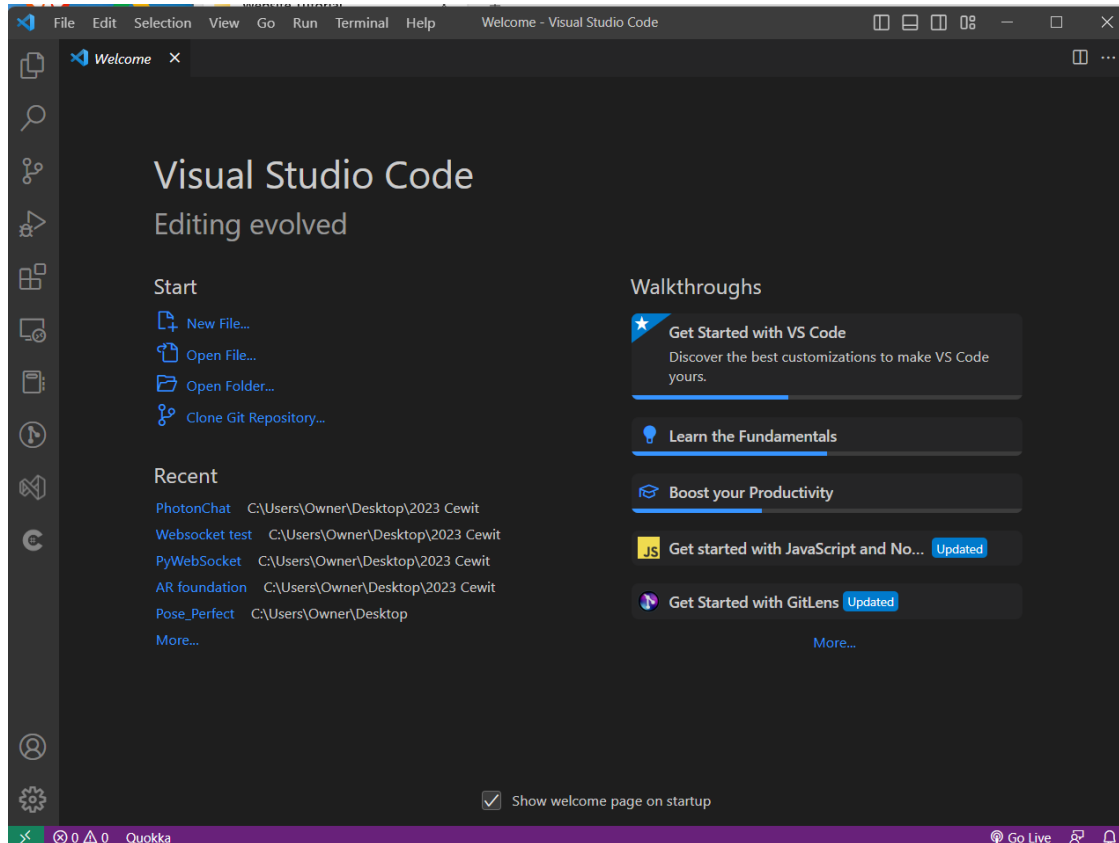 Website Tutorial
File Edit Selection View Go Run Terminal Help Welcome - Visual Studio Code
Welcome
Visual Studio Code
Editing evolved
Start
New File...
Open File...
Open Folder...
Clone Git Repository...
Recent
PhotonChat C:\Users\Owner\Desktop\2023 Cewit
Websocket test C:\Users\Owner\Desktop\2023 Cewit
PyWebSocket C:\Users\Owner\Desktop\2023 Cewit
AR foundation C:\Users\Owner\Desktop\2023 Cewit
Pose_Perfect C:\Users\Owner\Desktop
More...
Walkthroughs
Get Started with VS Code
Discover the best customizations to make VS Code
yours.
Learn the Fundamentals
Boost your Productivity
JS Get started with JavaScript and No... Updated
Get Started with GitLens Updated
More...
Show welcome page on startup
0 0 Quokka Go Live